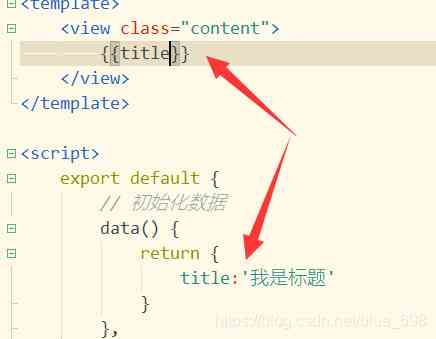 <template>
<view class="content">
{{title}}
</view>
</template>
<script>
export default {
// 初始化数据
data() {
return {
title:'我是标题'
}
},
https://blog.csdn.net/blue_698